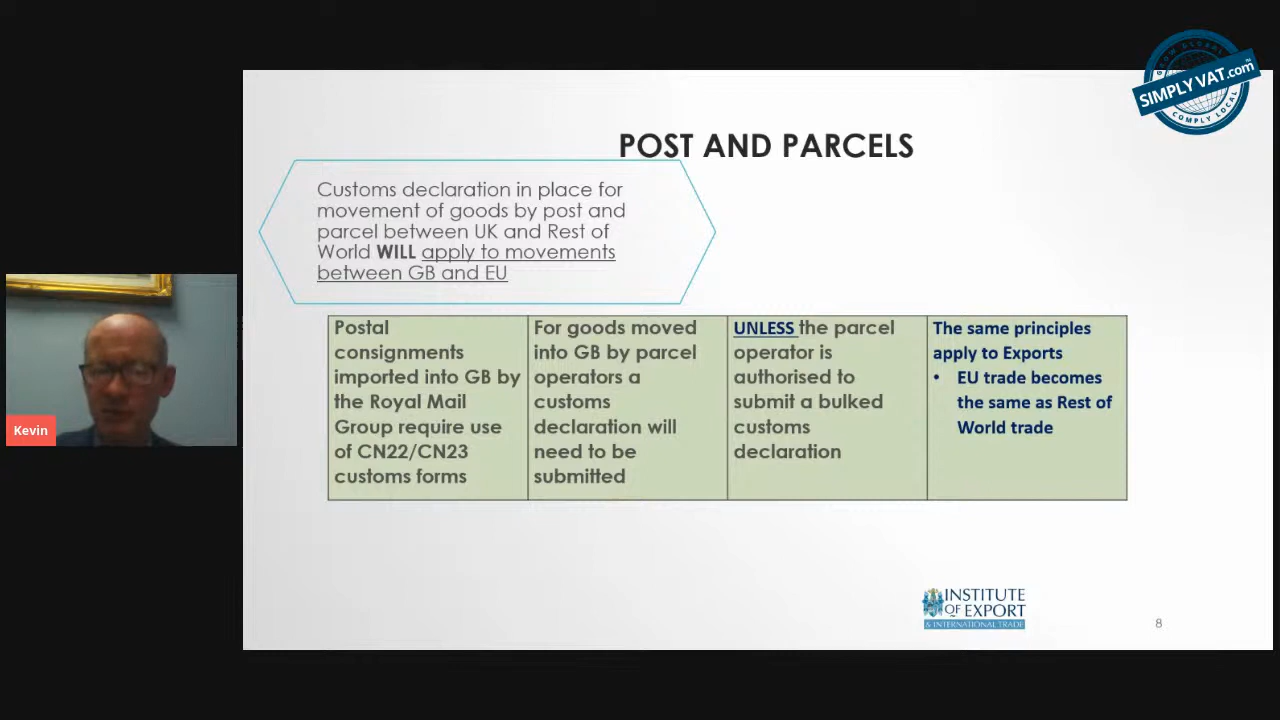 GROW GLOBAL
SIMPLY VAT.com
COMPLY LOCAL
POST AND PARCELS
Customs declaration in place for
movement of goods by post and
parcel between UK and Rest of
World WILL apply to movements
between GB and EU
Postal
consignments
imported into GB by
the Royal Mail
Group require use
of CN22/CN23
customs forms
For goods moved
into GB by parcel
operators a
customs
declaration will
need to be
submitted
UNLESS the parcel
operator is
authorised to
submit a bulked
customs
declaration
The same principles
apply to Exports
• EU trade becomes
the same as Rest of
World trade
Kevin
INSTITUTE
OF EXPORT
& INTERNATIONAL TRADE
8